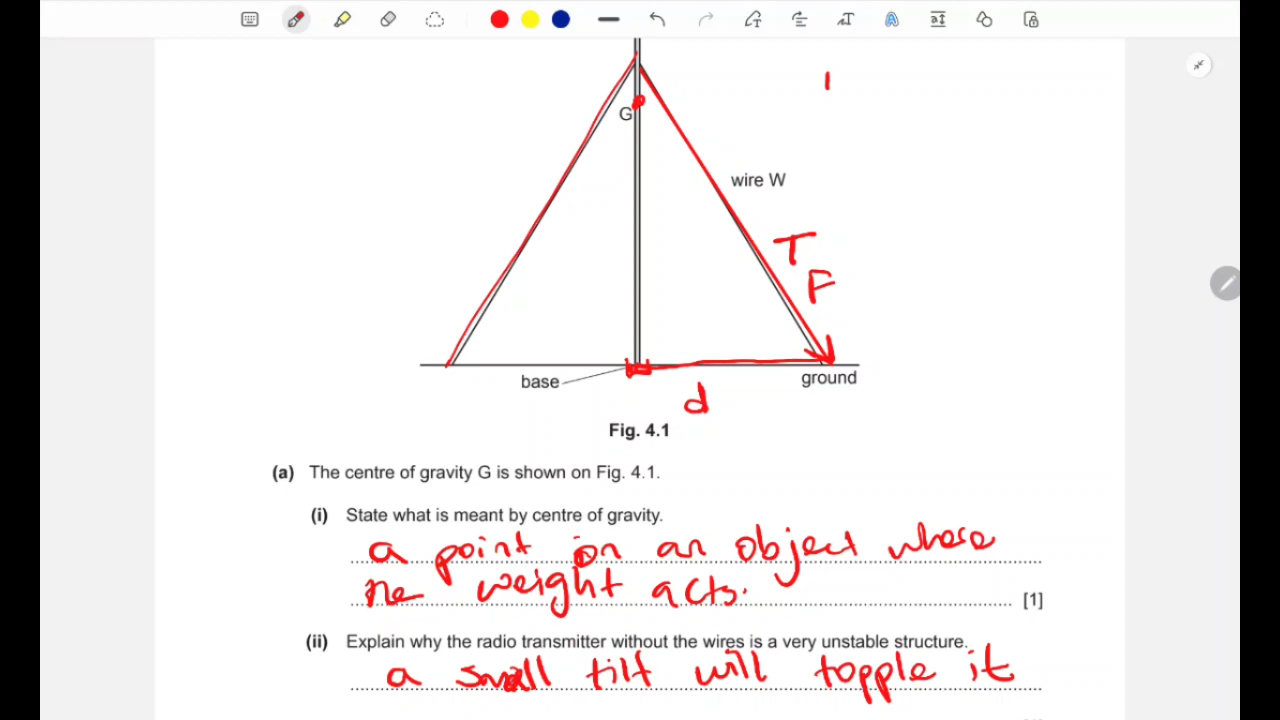 G
wire W
T
F
base
ground
d
Fig. 4.1
(a) The centre of gravity G is shown on Fig. 4.1.
(i) State what is meant by centre of gravity.
a point on an object where
the weight acts.
[1]
(ii) Explain why the radio transmitter without the wires is a very unstable structure.
a small tilt will topple it